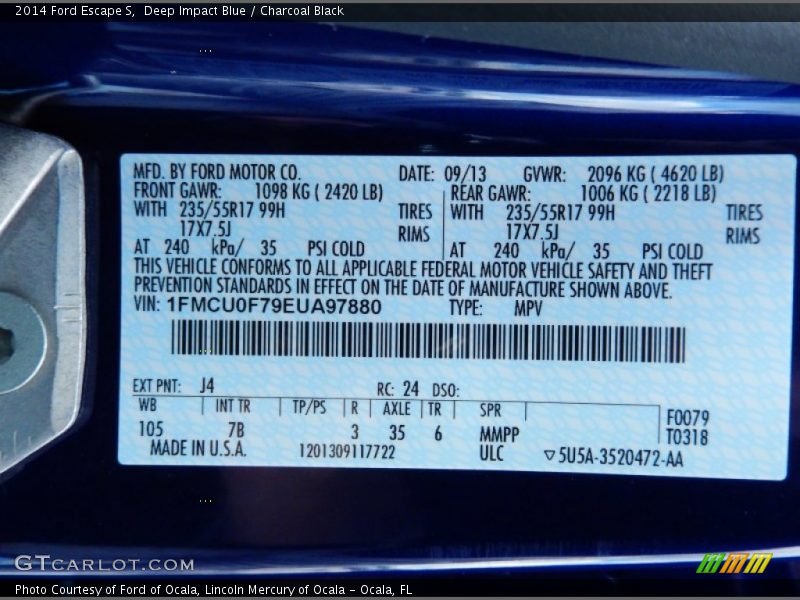 2014 Ford Escape S,  Deep Impact Blue / Charcoal Black
MFD. BY FORD MOTOR CO. DATE: 09/13 GVWR: 2096 KG ( 4620 LB)
FRONT GAWR: 1098 KG ( 2420 LB) REAR GAWR: 1006 KG ( 2218 LB)
WITH 235/55R17 99H TIRES WITH 235/55R17 99H TIRES
17X7.5J RIMS 17X7.5J RIMS
AT 240 kPa/ 35 PSI COLD AT 240 kPa/ 35 PSI COLD
THIS VEHICLE CONFORMS TO ALL APPLICABLE FEDERAL MOTOR VEHICLE SAFETY AND THEFT
PREVENTION STANDARDS IN EFFECT ON THE DATE OF MANUFACTURE SHOWN ABOVE.
VIN: 1FMCU0F79EUA97880 TYPE: MPV
EXT PNT: J4 RC: 24 DSO:
WB INT TR TP/PS R AXLE TR SPR F0079
105 7B 3 35 6 MMPP T0318
MADE IN U.S.A. 1201309117722 ULC ▽5U5A-3520472-AA
GTCARLOT.COM
Photo Courtesy of Ford of Ocala, Lincoln Mercury of Ocala - Ocala, FL